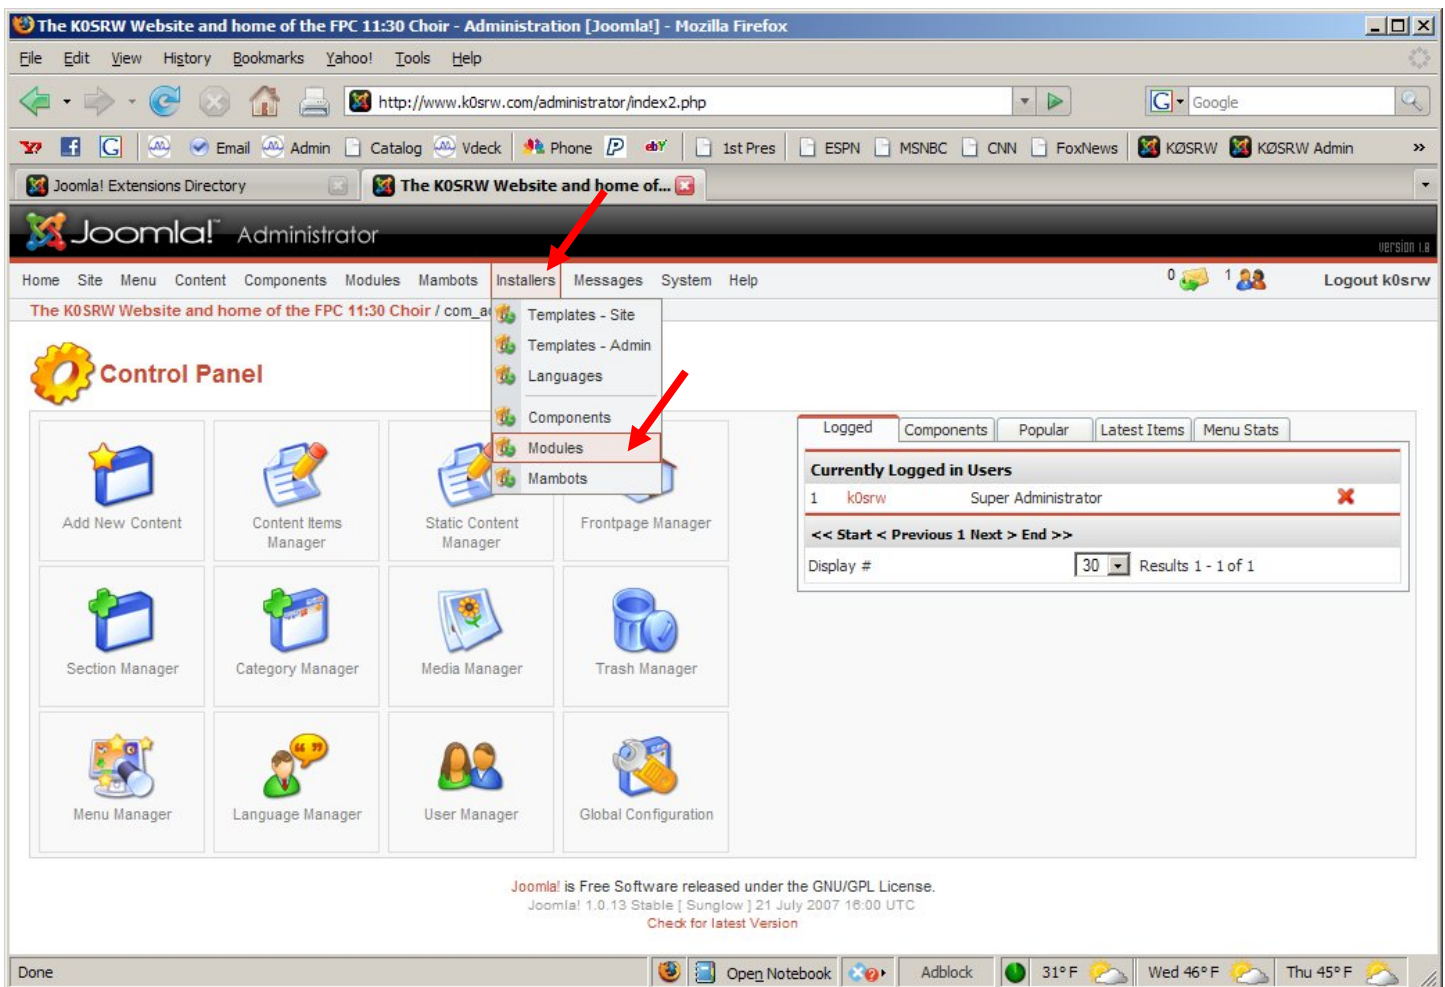 The K0SRW Website and home of the FPC 11:30 Choir - Administration [Joomla!] - Mozilla Firefox
File Edit View History Bookmarks Yahoo! Tools Help
http://www.k0srw.com/administrator/index2.php
G Google
Y? f G Email Admin Catalog Vdeck Phone P ebY 1st Pres ESPN MSNBC CNN FoxNews KØSRW KØSRW Admin »
Joomla! Extensions Directory The K0SRW Website and home of...
Joomla!™ Administrator
version 1.0
Home Site Menu Content Components Modules Mambots Installers Messages System Help 0 1 Logout k0srw
The K0SRW Website and home of the FPC 11:30 Choir /
Templates - Site
Templates - Admin
Languages
Components
Modules
Mambots
Control Panel
Add New Content
Content Items
Manager
Static Content
Manager
Frontpage Manager
Section Manager
Category Manager
Media Manager
Trash Manager
Menu Manager
Language Manager
User Manager
Global Configuration
Logged Components Popular Latest Items Menu Stats
Currently Logged in Users
1 k0srw Super Administrator
<< Start < Previous 1 Next > End >>
Display # 30 Results 1 - 1 of 1
Joomla! is Free Software released under the GNU/GPL License.
Joomla! 1.0.13 Stable [ Sunglow ] 21 July 2007 16:00 UTC
Check for latest Version
Done Open Notebook Adblock 31° F Wed 46° F Thu 45° F